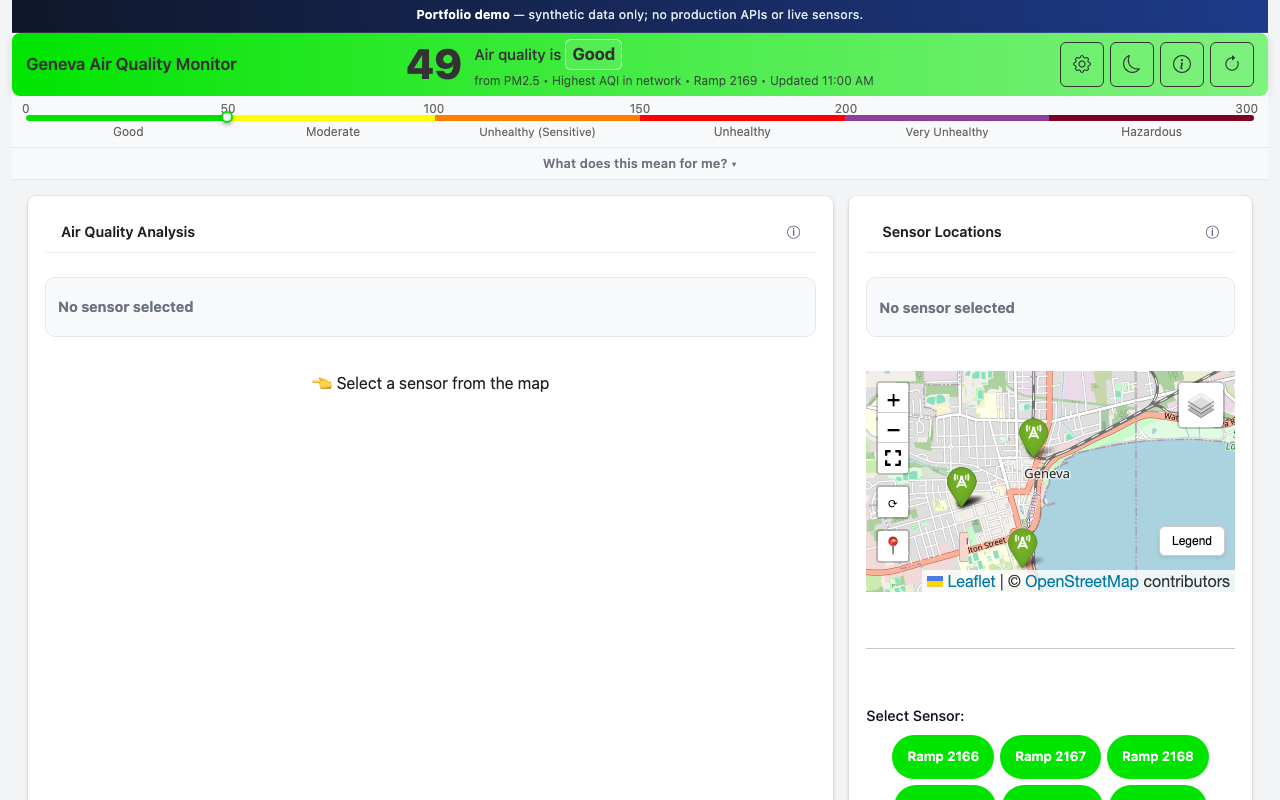 Portfolio demo — synthetic data only; no production APIs or live sensors.
Geneva Air Quality Monitor
49
Air quality is Good
from PM2.5 • Highest AQI in network • Ramp 2169 • Updated 11:00 AM
0 50 100 150 200 300
Good Moderate Unhealthy (Sensitive) Unhealthy Very Unhealthy Hazardous
What does this mean for me? ▾
Air Quality Analysis
No sensor selected
👈 Select a sensor from the map
Sensor Locations
No sensor selected
+
−
Geneva
lton Street
Legend
Leaflet | © OpenStreetMap contributors
Select Sensor:
Ramp 2166 Ramp 2167 Ramp 2168